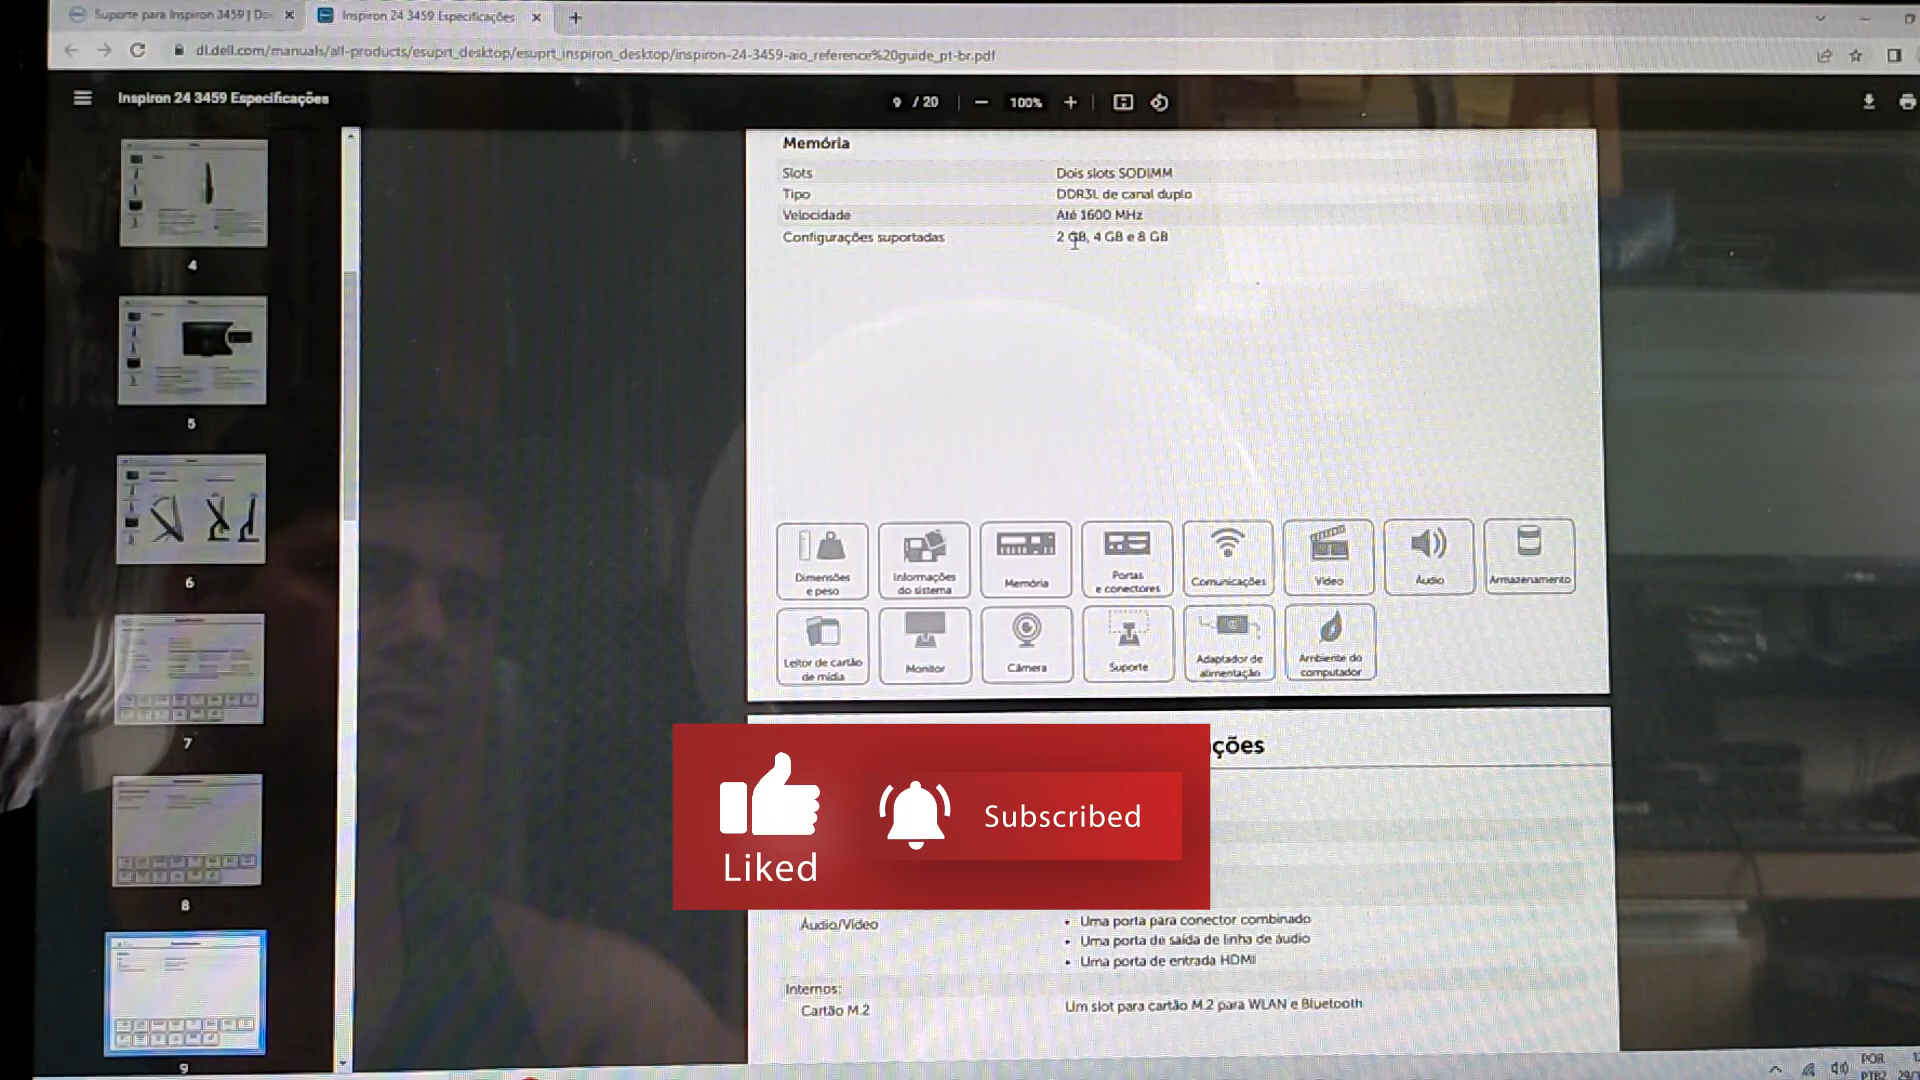 Suporte para Inspiron 3459 | D
Inspiron 24 3459 Especificações
dl.dell.com/manuals/all-products/esuprt_desktop/esuprt_inspiron_desktop/inspiron-24-3459-aio_reference%20guide_pt-br.pdf
Inspiron 24 3459 Especificações
9 / 20
100%
4
5
6
7
8
9
Memória
Slots Dois slots SODIMM
Tipo DDR3L de canal duplo
Velocidade Até 1600 MHz
Configurações suportadas 2 GB, 4 GB e 8 GB
Dimensões e peso
Informações do sistema
Memória
Portas e conectores
Comunicações
Vídeo
Áudio
Armazenamento
Leitor de cartão de mídia
Monitor
Câmera
Suporte
Adaptador de alimentação
Ambiente do computador
ções
Liked
Subscribed
Áudio/Vídeo
• Uma porta para conector combinado
• Uma porta de saída de linha de áudio
• Uma porta de entrada HDMI
Internos:
Cartão M.2 Um slot para cartão M.2 para WLAN e Bluetooth
POR
PTB2
29/